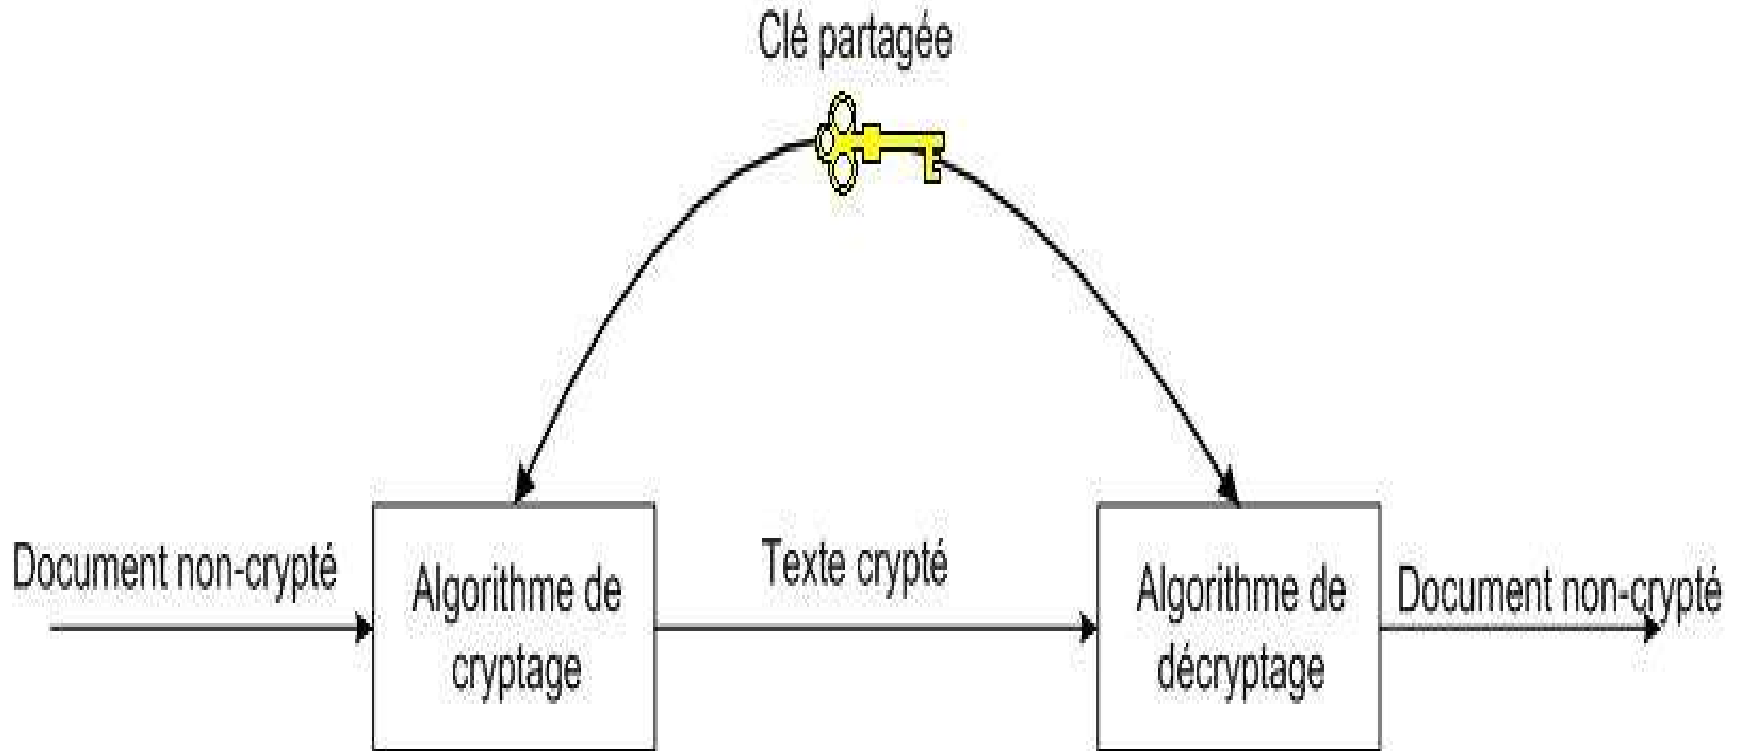 Clé partagée
Document non-crypté
Algorithme de
cryptage
Texte crypté
Algorithme de
décryptage
Document non-crypté